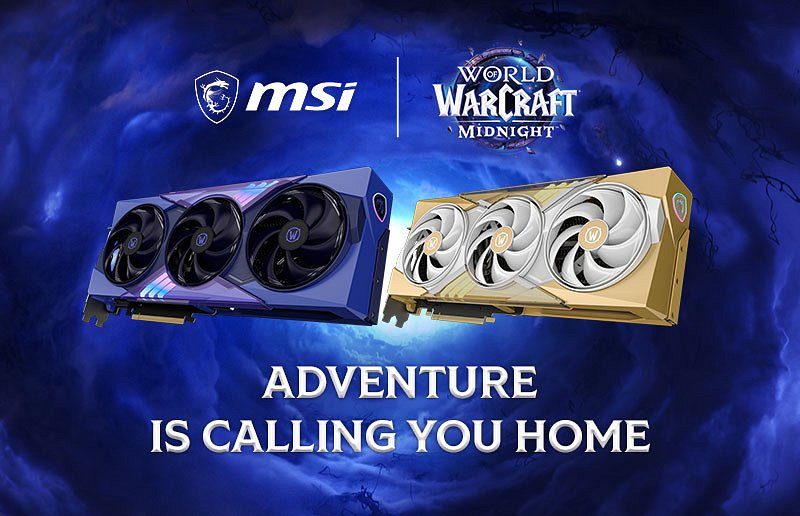 msi
WORLD
OF
WARCRAFT
MIDNIGHT
W
W
W
W
ADVENTURE
IS CALLING YOU HOME